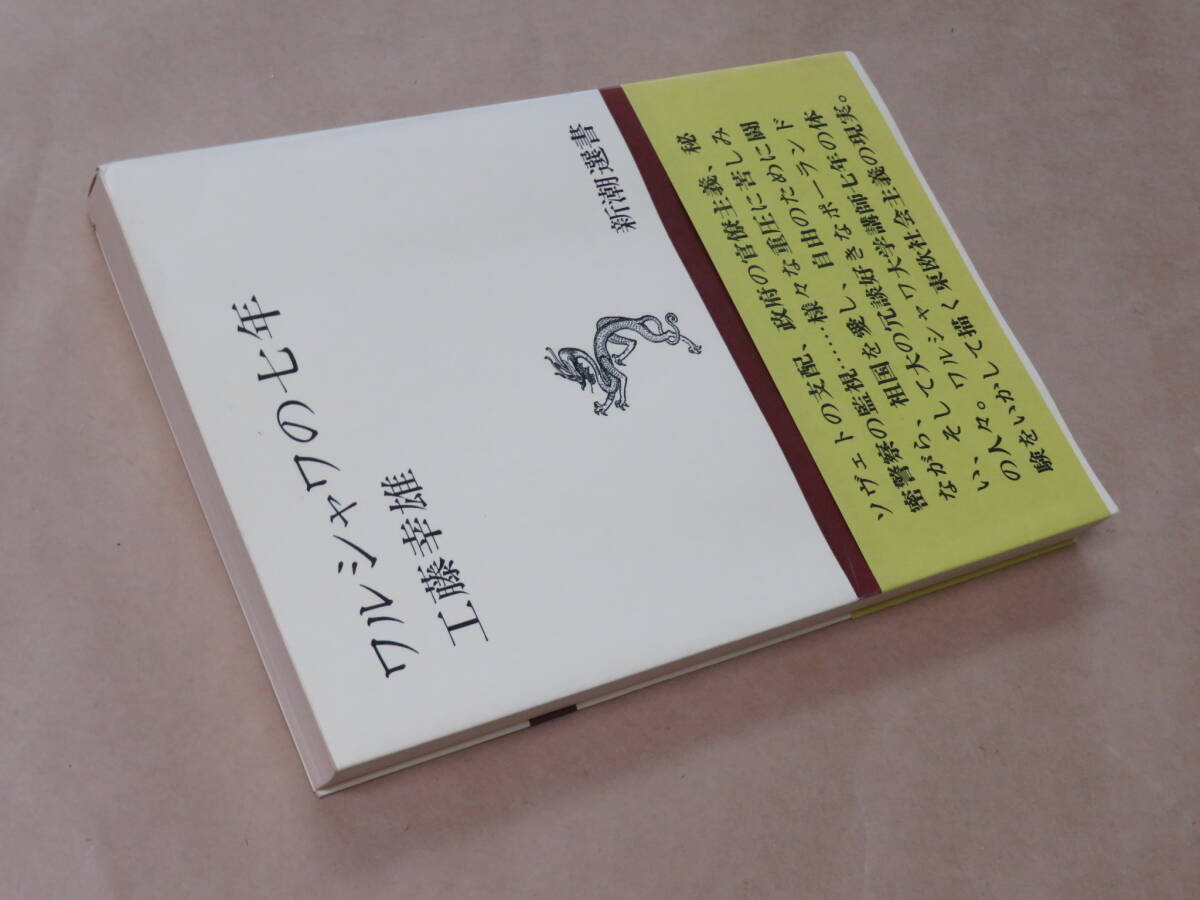 ワルシャワの七年
工藤幸雄
新潮選書
ソヴェトの支配、政府の官僚主義、秘
密警察の監視……様々な重圧に苦しみ
ながら、祖国を愛し、自由のために闘
い、そして大の冗談好きなポーランド
の人々。ワルシャワ大学講師七年の体
験をいかして描く東欧社会主義の現実。